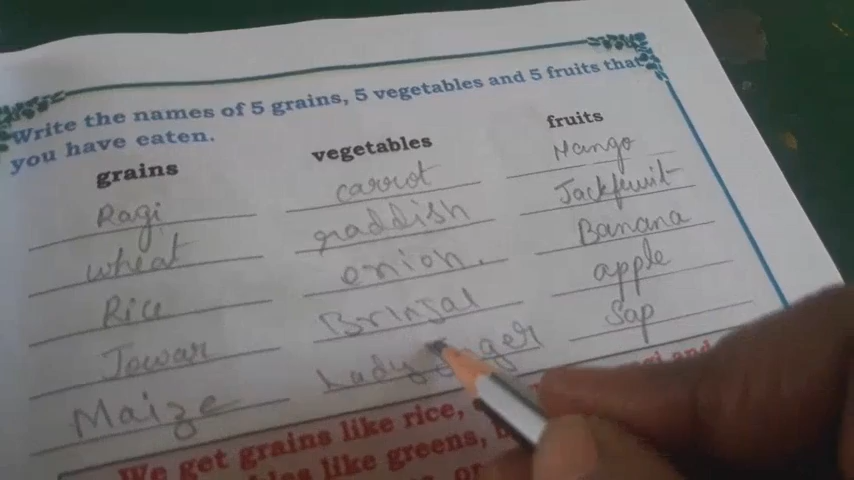 Write the names of 5 grains, 5 vegetables and 5 fruits that
you have eaten.
grains
Ragi
wheat
Rice
Jowar
Maize
vegetables
carrot
raddish
onion.
Brinjal
Lady
fruits
Mango
Jackfruit
Banana
apple
Sap
We get grains like rice,
like greens,